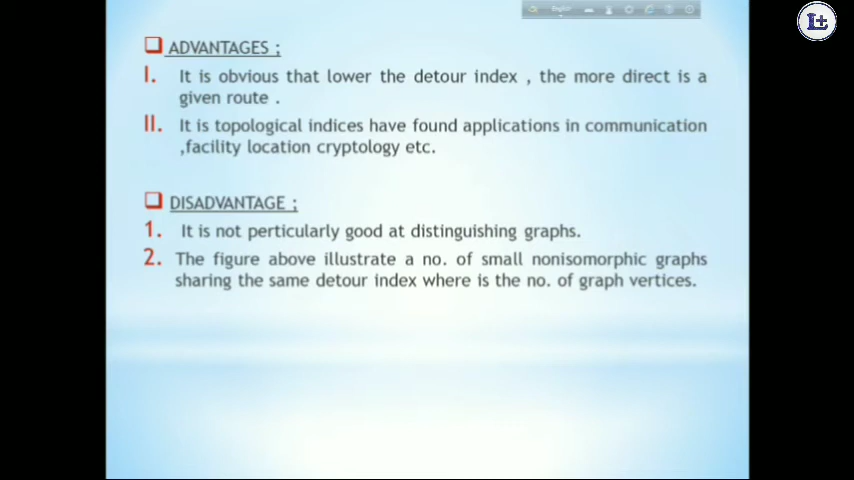 English
L+
ADVANTAGES ;
I. It is obvious that lower the detour index , the more direct is a
given route .
II. It is topological indices have found applications in communication
,facility location cryptology etc.
DISADVANTAGE ;
1. It is not perticularly good at distinguishing graphs.
2. The figure above illustrate a no. of small nonisomorphic graphs
sharing the same detour index where is the no. of graph vertices.